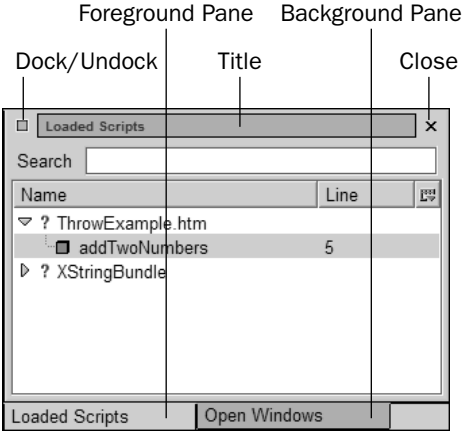 Foreground Pane Background Pane
Dock/Undock Title Close
Loaded Scripts
Search
Name Line
? ThrowExample.htm
addTwoNumbers 5
? XStringBundle
Loaded Scripts Open Windows